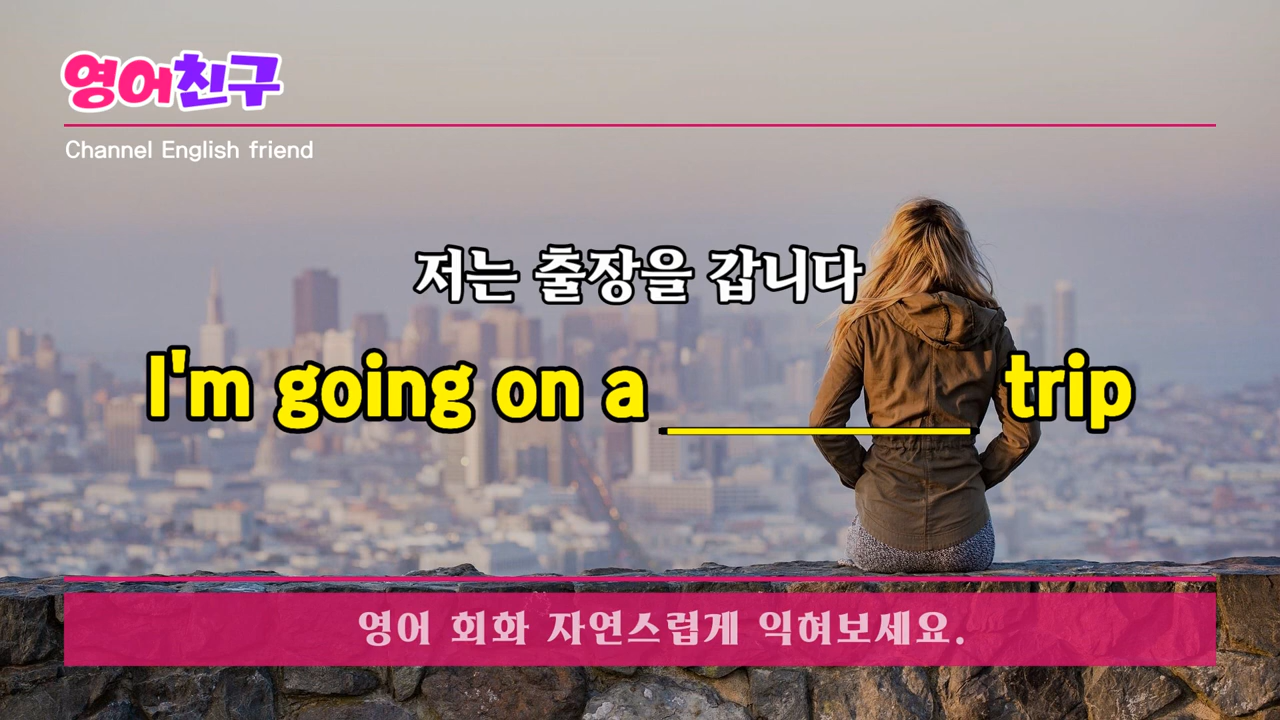 영어친구
Channel English friend
저는 출장을 갑니다
I'm going on a __________ trip
영어 회화 자연스럽게 익혀보세요.